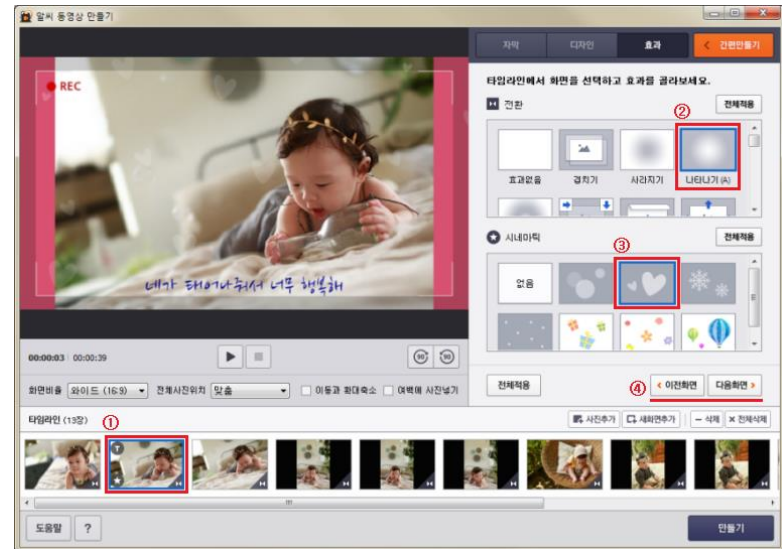 알씨 동영상 만들기
자막 디자인 효과 < 간편만들기
타임라인에서 화면을 선택하고 효과를 골라보세요.
REC
전환 전체적용
②
효과없음 겹치기 사라지기 나타나기 (A)
시네마틱 전체적용
③
없음
네가 태어나줘서 너무 행복해
00:00:03 00:00:39
화면비율 와이드 (16:9) 전체사진위치 맞춤 이동과 확대축소 여백에 사진넣기
전체적용 ④ < 이전화면 다음화면 >
타임라인 (13장) ① 사진추가 새화면추가 - 삭제 × 전체삭제
T
도움말 ? 만들기